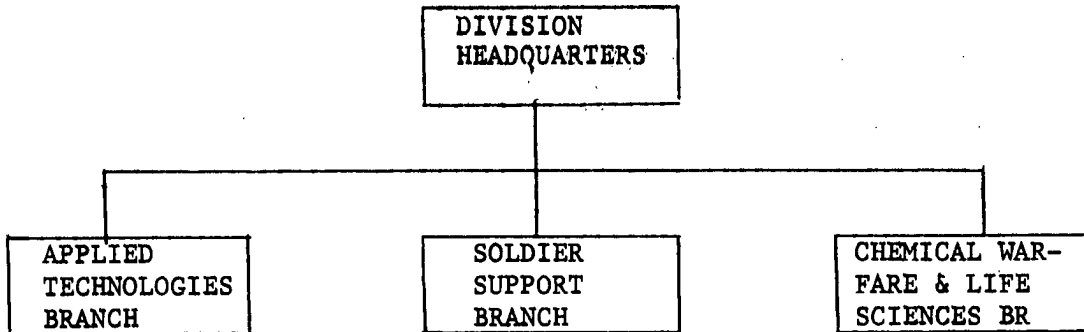 DIVISION
HEADQUARTERS
APPLIED
TECHNOLOGIES
BRANCH
SOLDIER
SUPPORT
BRANCH
CHEMICAL WAR-
FARE & LIFE
SCIENCES BR